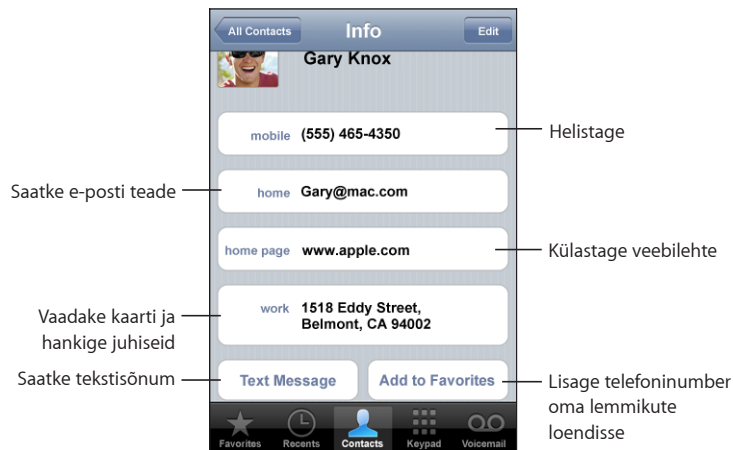 All Contacts Info Edit
Gary Knox
mobile (555) 465-4350
Helistage
Saatke e-posti teade
home Gary@mac.com
home page www.apple.com
Külastage veebilehte
Vaadake kaarti ja
hankige juhiseid
work 1518 Eddy Street,
Belmont, CA 94002
Saatke tekstisõnum
Text Message Add to Favorites
Lisage telefoninumber
oma lemmikute
loendisse
Favorites Recents Contacts Keypad Voicemail